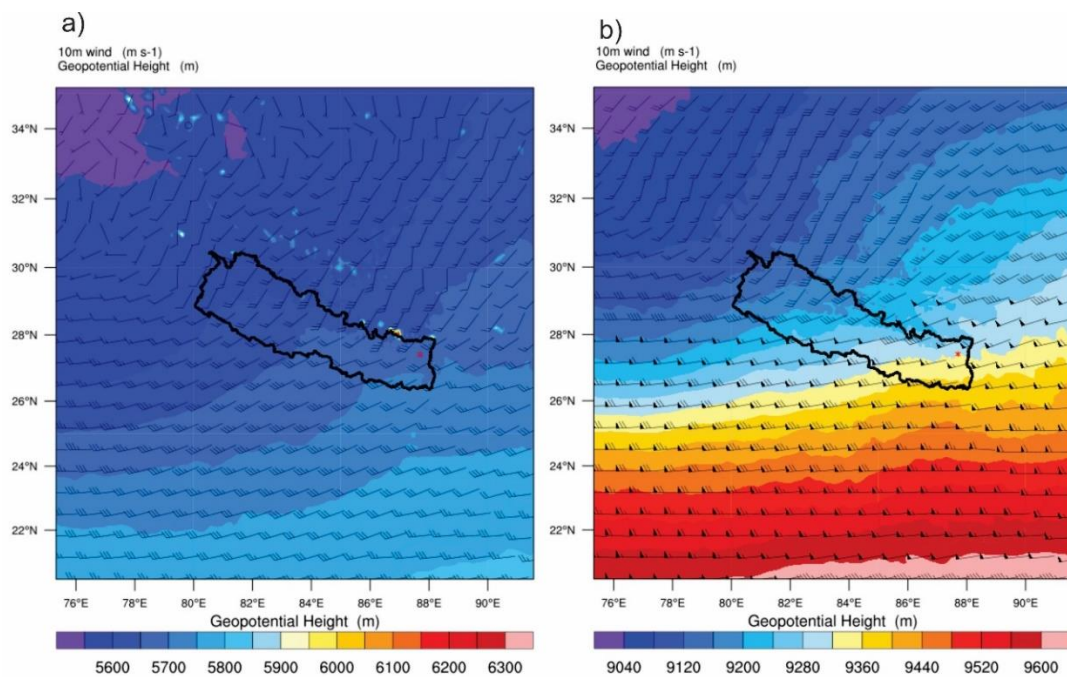 a)
10m wind (m s-1)
Geopotential Height (m)
34°N
32°N
30°N
28°N
26°N
24°N
22°N
76°E 78°E 80°E 82°E 84°E 86°E 88°E 90°E
Geopotential Height (m)
5600 5700 5800 5900 6000 6100 6200 6300
b)
10m wind (m s-1)
Geopotential Height (m)
34°N
32°N
30°N
28°N
26°N
24°N
22°N
76°E 78°E 80°E 82°E 84°E 86°E 88°E 90°E
Geopotential Height (m)
9040 9120 9200 9280 9360 9440 9520 9600